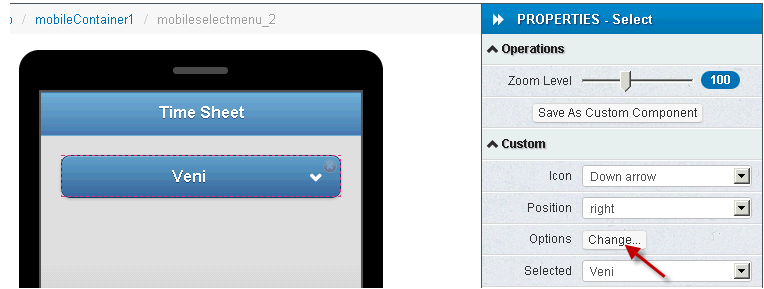 / mobileContainer1 / mobileselectmenu_2
Time Sheet
Veni
PROPERTIES - Select
Operations
Zoom Level 100
Save As Custom Component
Custom
Icon Down arrow
Position right
Options Change...
Selected Veni